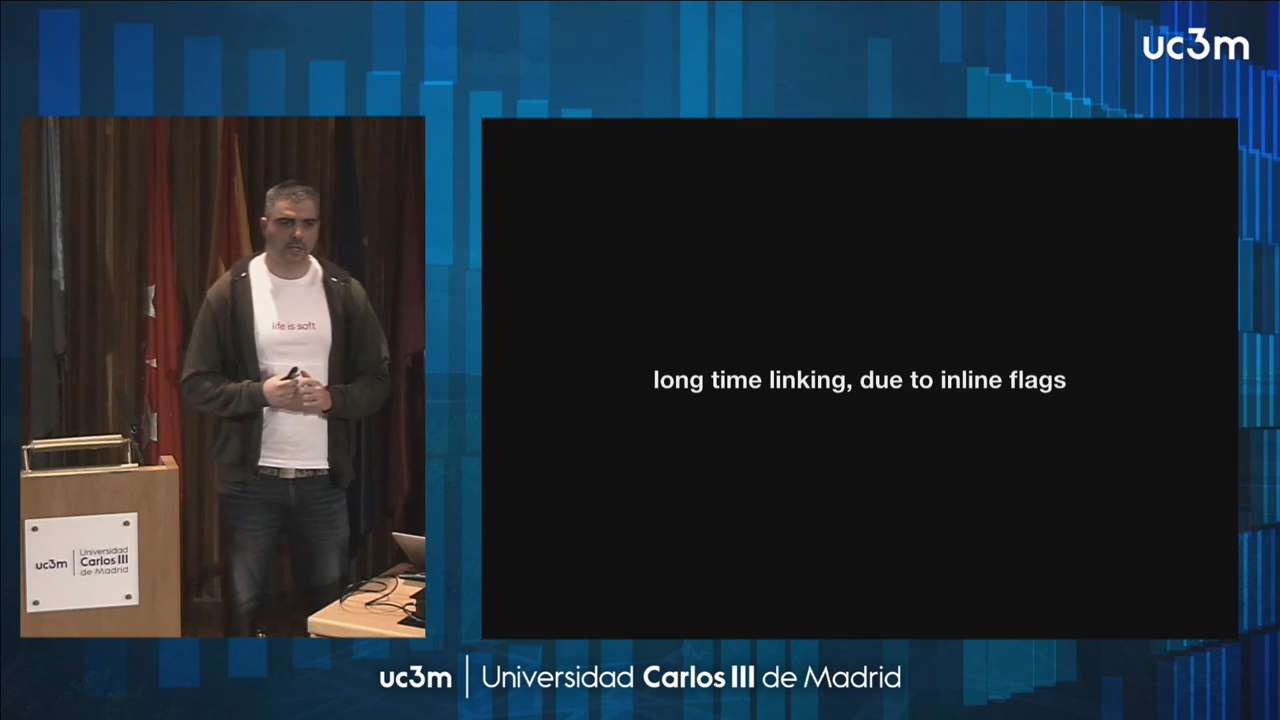 uc3m
life is soft
long time linking, due to inline flags
uc3m | Universidad
Carlos III
de Madrid
uc3m | Universidad Carlos III de Madrid